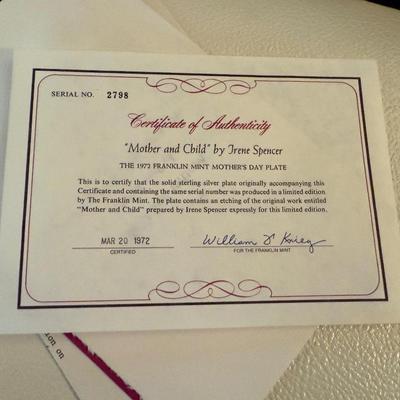 SERIAL NO. 2798
Certificate of Authenticity
"Mother and Child" by Irene Spencer
THE 1972 FRANKLIN MINT MOTHER'S DAY PLATE
This is to certify that the solid sterling silver plate originally accompanying this
Certificate and containing the same serial number was produced in a limited edition
by The Franklin Mint. The plate contains an etching of the original work entitled
"Mother and Child" prepared by Irene Spencer expressly for this limited edition.
MAR 20 1972
William F Krieg
CERTIFIED
FOR THE FRANKLIN MINT
on